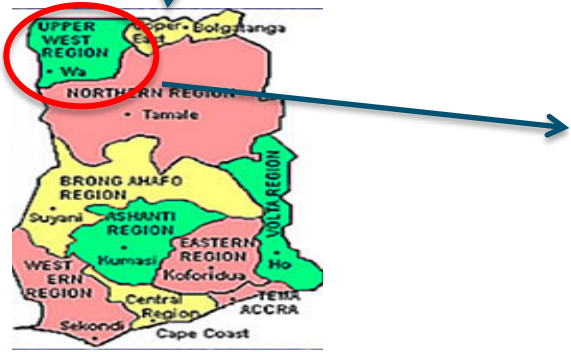 UPPER
WEST
REGION
Wa
Upper
East
Bolgatanga
NORTHERN REGION
Tamale
BRONG AHAFO
REGION
Suyani
ASHANTI
REGION
Kumasi
VOLTA REGION
Ho
EASTERN
REGION
Koforidua
WEST
ERN
REGION
Central
Region
TEMA
ACCRA
Sekondi
Cape Coast